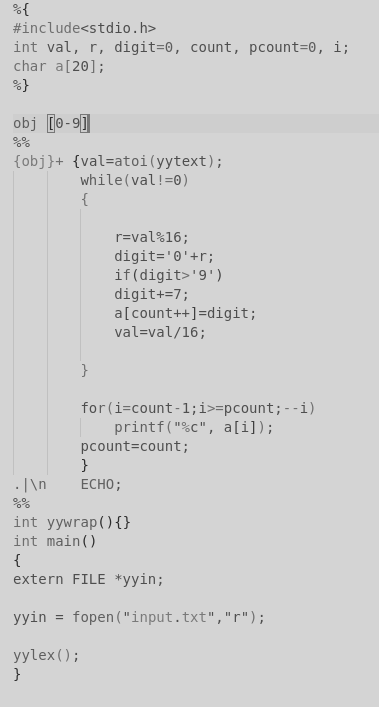 %{
#include<stdio.h>
int val, r, digit=0, count, pcount=0, i;
char a[20];
%}
obj [0-9]
%%
{obj}+ {val=atoi(yytext);
while(val!=0)
{
r=val%16;
digit='0'+r;
if(digit>'9')
digit+=7;
a[count++]=digit;
val=val/16;
}
for(i=count-1;i>=pcount;--i)
printf("%c", a[i]);
pcount=count;
}
.|\n    ECHO;
%%
int yywrap(){}
int main()
{
extern FILE *yyin;
yyin = fopen("input.txt","r");
yylex();
}